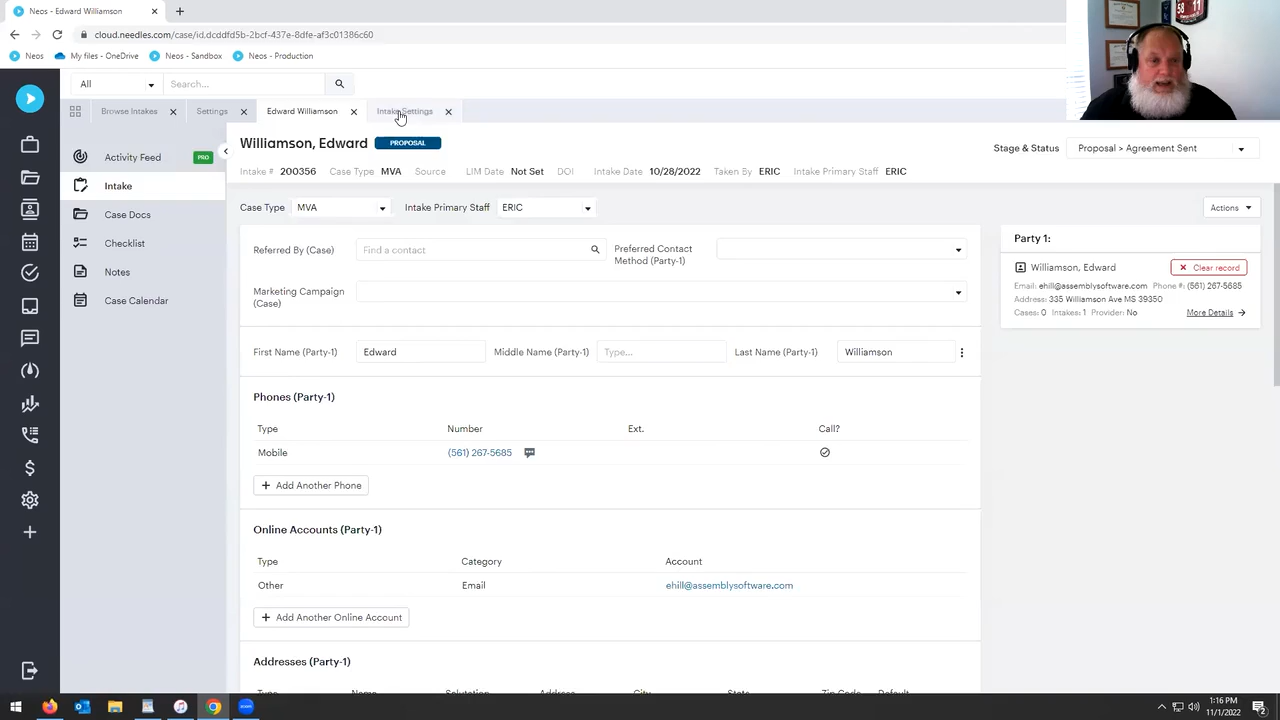 Neos - Edward Williamson
cloud.needles.com/case/id.dcddfd5b-2bcf-437e-8dfe-af3c01386c60
Neos
My files - OneDrive
Neos - Sandbox
Neos - Production
All
Search...
Browse Intakes
Settings
Edward Williamson
Intake Settings
Activity Feed PRO
Intake
Case Docs
Checklist
Notes
Case Calendar
Williamson, Edward PROPOSAL
Stage & Status Proposal > Agreement Sent
Intake # 200356 Case Type MVA Source LIM Date Not Set DOI Intake Date 10/28/2022 Taken By ERIC Intake Primary Staff ERIC
Case Type MVA Intake Primary Staff ERIC
Actions
Referred By (Case) Find a contact
Preferred Contact
Method (Party-1)
Marketing Campaign
(Case)
First Name (Party-1) Edward Middle Name (Party-1) Type... Last Name (Party-1) Williamson
Phones (Party-1)
Type Number Ext. Call?
Mobile (561) 267-5685
+ Add Another Phone
Online Accounts (Party-1)
Type Category Account
Other Email ehill@assemblysoftware.com
+ Add Another Online Account
Addresses (Party-1)
Type Name Salutation Address City State Zip Code Default
Party 1:
Williamson, Edward Clear record
Email: ehill@assemblysoftware.com Phone #: (561) 267-5685
Address: 335 Williamson Ave MS 39350
Cases: 0 Intakes: 1 Provider: No More Details
58 11
1:16 PM
11/1/2022
2